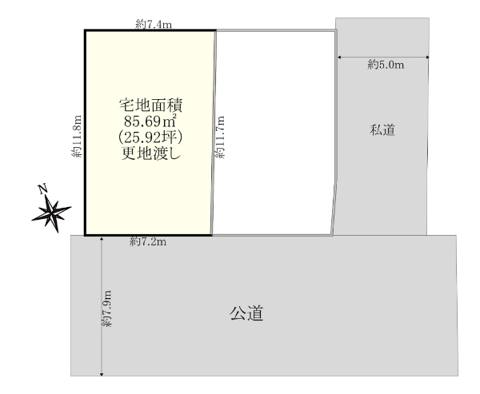 約7.4m
約5.0m
宅地面積
85.69㎡
(25.92坪)
更地渡し
約11.8m
約11.7m
私道
N
約7.2m
約7.9m
公道